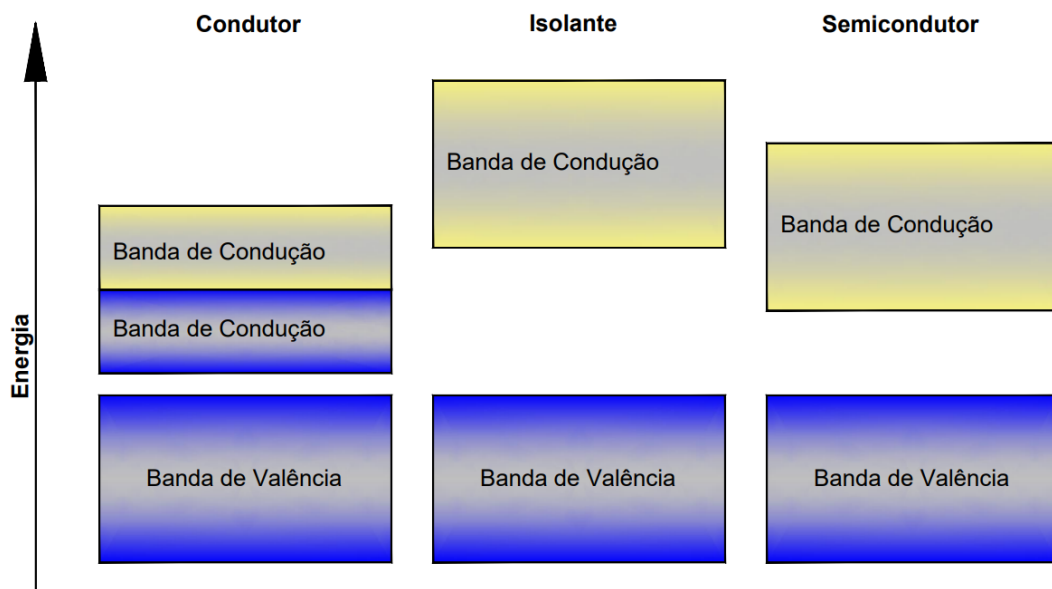 Condutor
Isolante
Semicondutor
Energia
Banda de Condução
Banda de Condução
Banda de Valência
Banda de Condução
Banda de Valência
Banda de Condução
Banda de Valência